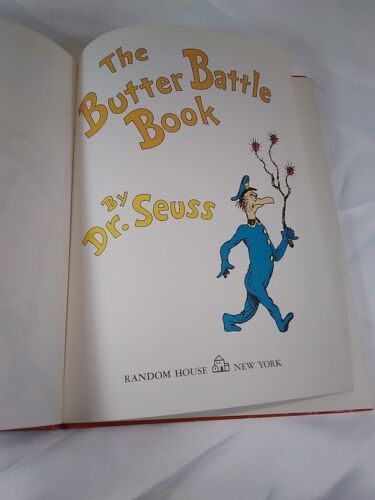 The
Butter Battle
Book
By
Dr. Seuss
RANDOM HOUSE NEW YORK